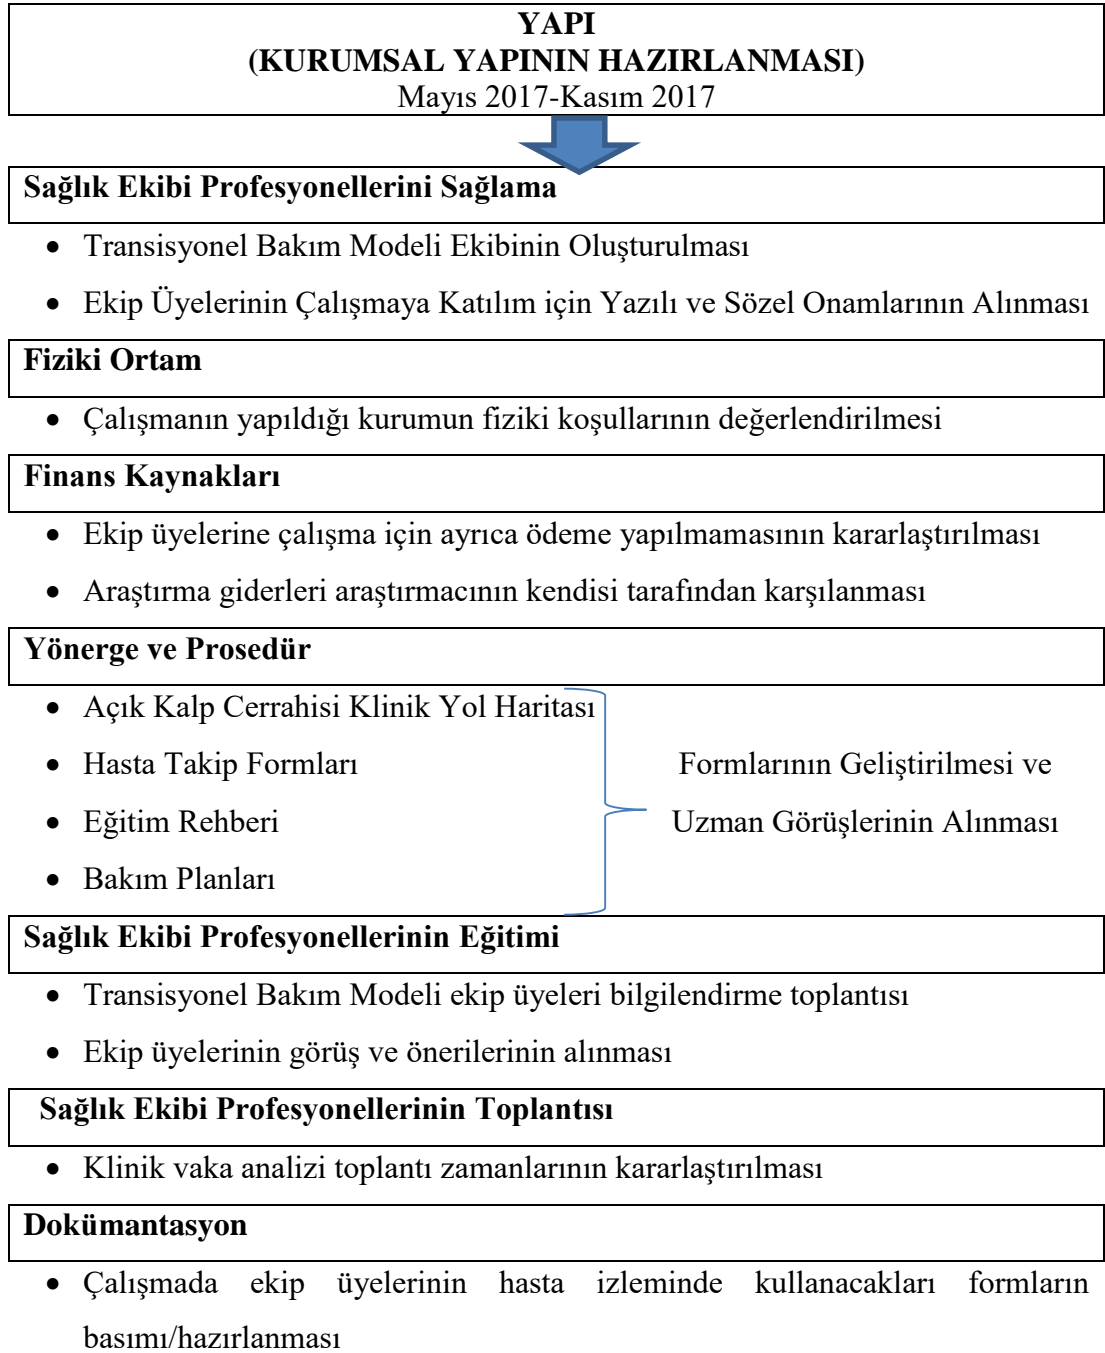 YAPI
(KURUMSAL YAPININ HAZIRLANMASI)
Mayıs 2017-Kasım 2017
Sağlık Ekibi Profesyonellerini Sağlama
• Transisyonel Bakım Modeli Ekibinin Oluşturulması
• Ekip Üyelerinin Çalışmaya Katılım için Yazılı ve Sözel Onamlarının Alınması
Fiziki Ortam
• Çalışmanın yapıldığı kurumun fiziki koşullarının değerlendirilmesi
Finans Kaynakları
• Ekip üyelerine çalışma için ayrıca ödeme yapılmamasının kararlaştırılması
• Araştırma giderleri araştırmacının kendisi tarafından karşılanması
Yönerge ve Prosedür
• Açık Kalp Cerrahisi Klinik Yol Haritası
• Hasta Takip Formları
• Eğitim Rehberi
• Bakım Planları
Formlarının Geliştirilmesi ve
Uzman Görüşlerinin Alınması
Sağlık Ekibi Profesyonellerinin Eğitimi
• Transisyonel Bakım Modeli ekip üyeleri bilgilendirme toplantısı
• Ekip üyelerinin görüş ve önerilerinin alınması
Sağlık Ekibi Profesyonellerinin Toplantısı
• Klinik vaka analizi toplantı zamanlarının kararlaştırılması
Dokümantasyon
• Çalışmada ekip üyelerinin hasta izleminde kullanacakları formların
basımı/hazırlanması